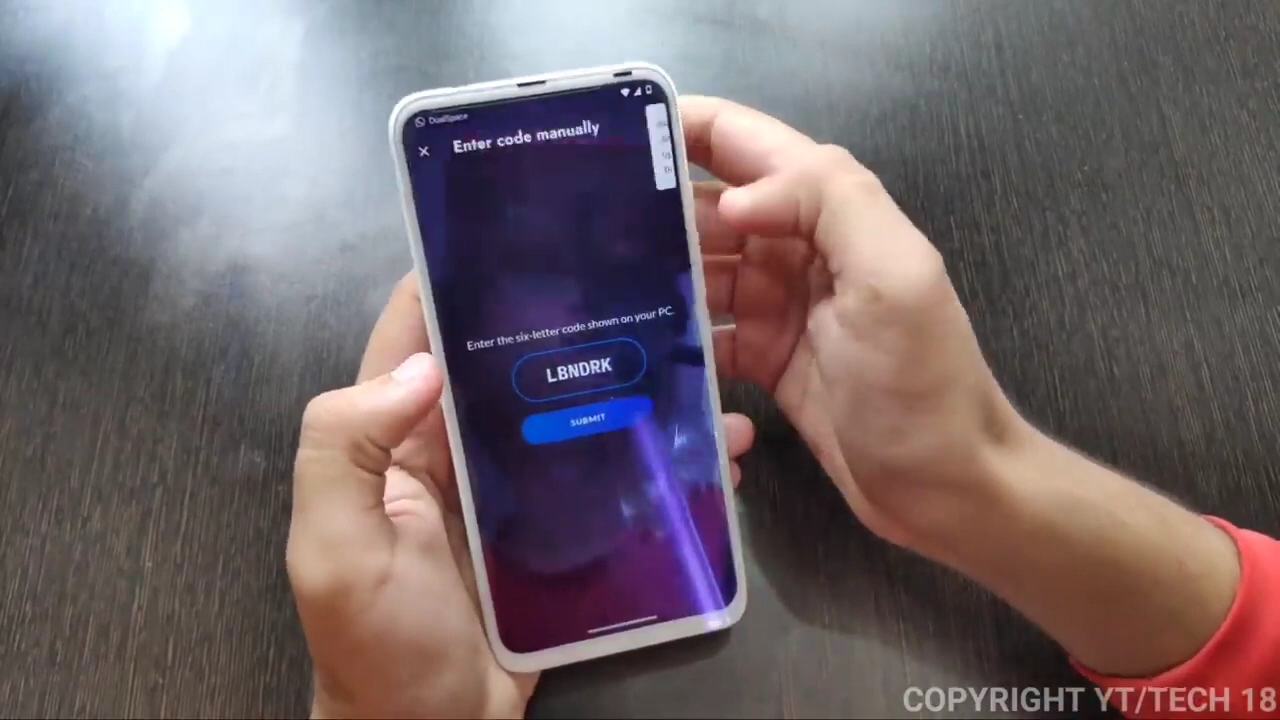 DualSpace
Enter code manually
Enter the six-letter code shown on your PC.
LBNDRK
SUBMIT
COPYRIGHT YT/TECH 18